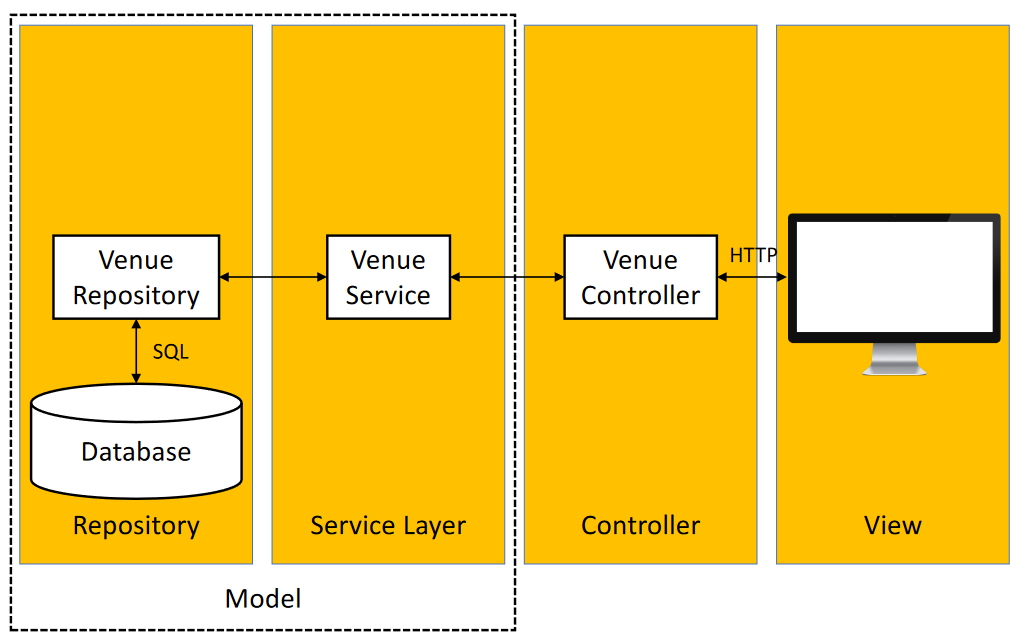 Venue
Repository
Venue
Service
Venue
Controller
HTTP
SQL
Database
Repository
Service Layer
Controller
View
Model